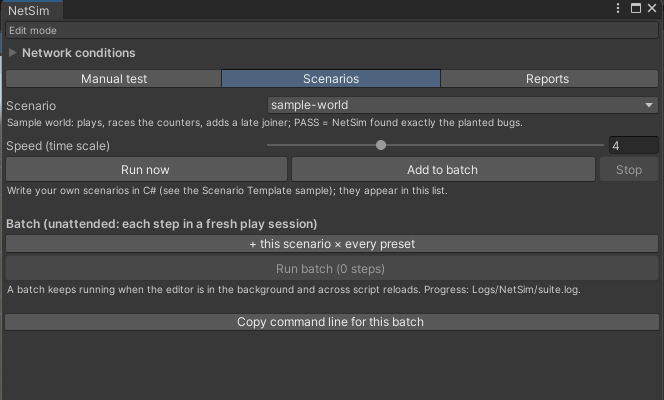 NetSim
Edit mode
Network conditions
Manual test
Scenarios
Reports
Scenario
sample-world
Sample world: plays, races the counters, adds a late joiner; PASS = NetSim found exactly the planted bugs.
Speed (time scale)
4
Run now
Add to batch
Stop
Write your own scenarios in C# (see the Scenario Template sample); they appear in this list.
Batch (unattended: each step in a fresh play session)
+ this scenario × every preset
Run batch (0 steps)
A batch keeps running when the editor is in the background and across script reloads. Progress: Logs/NetSim/suite.log.
Copy command line for this batch